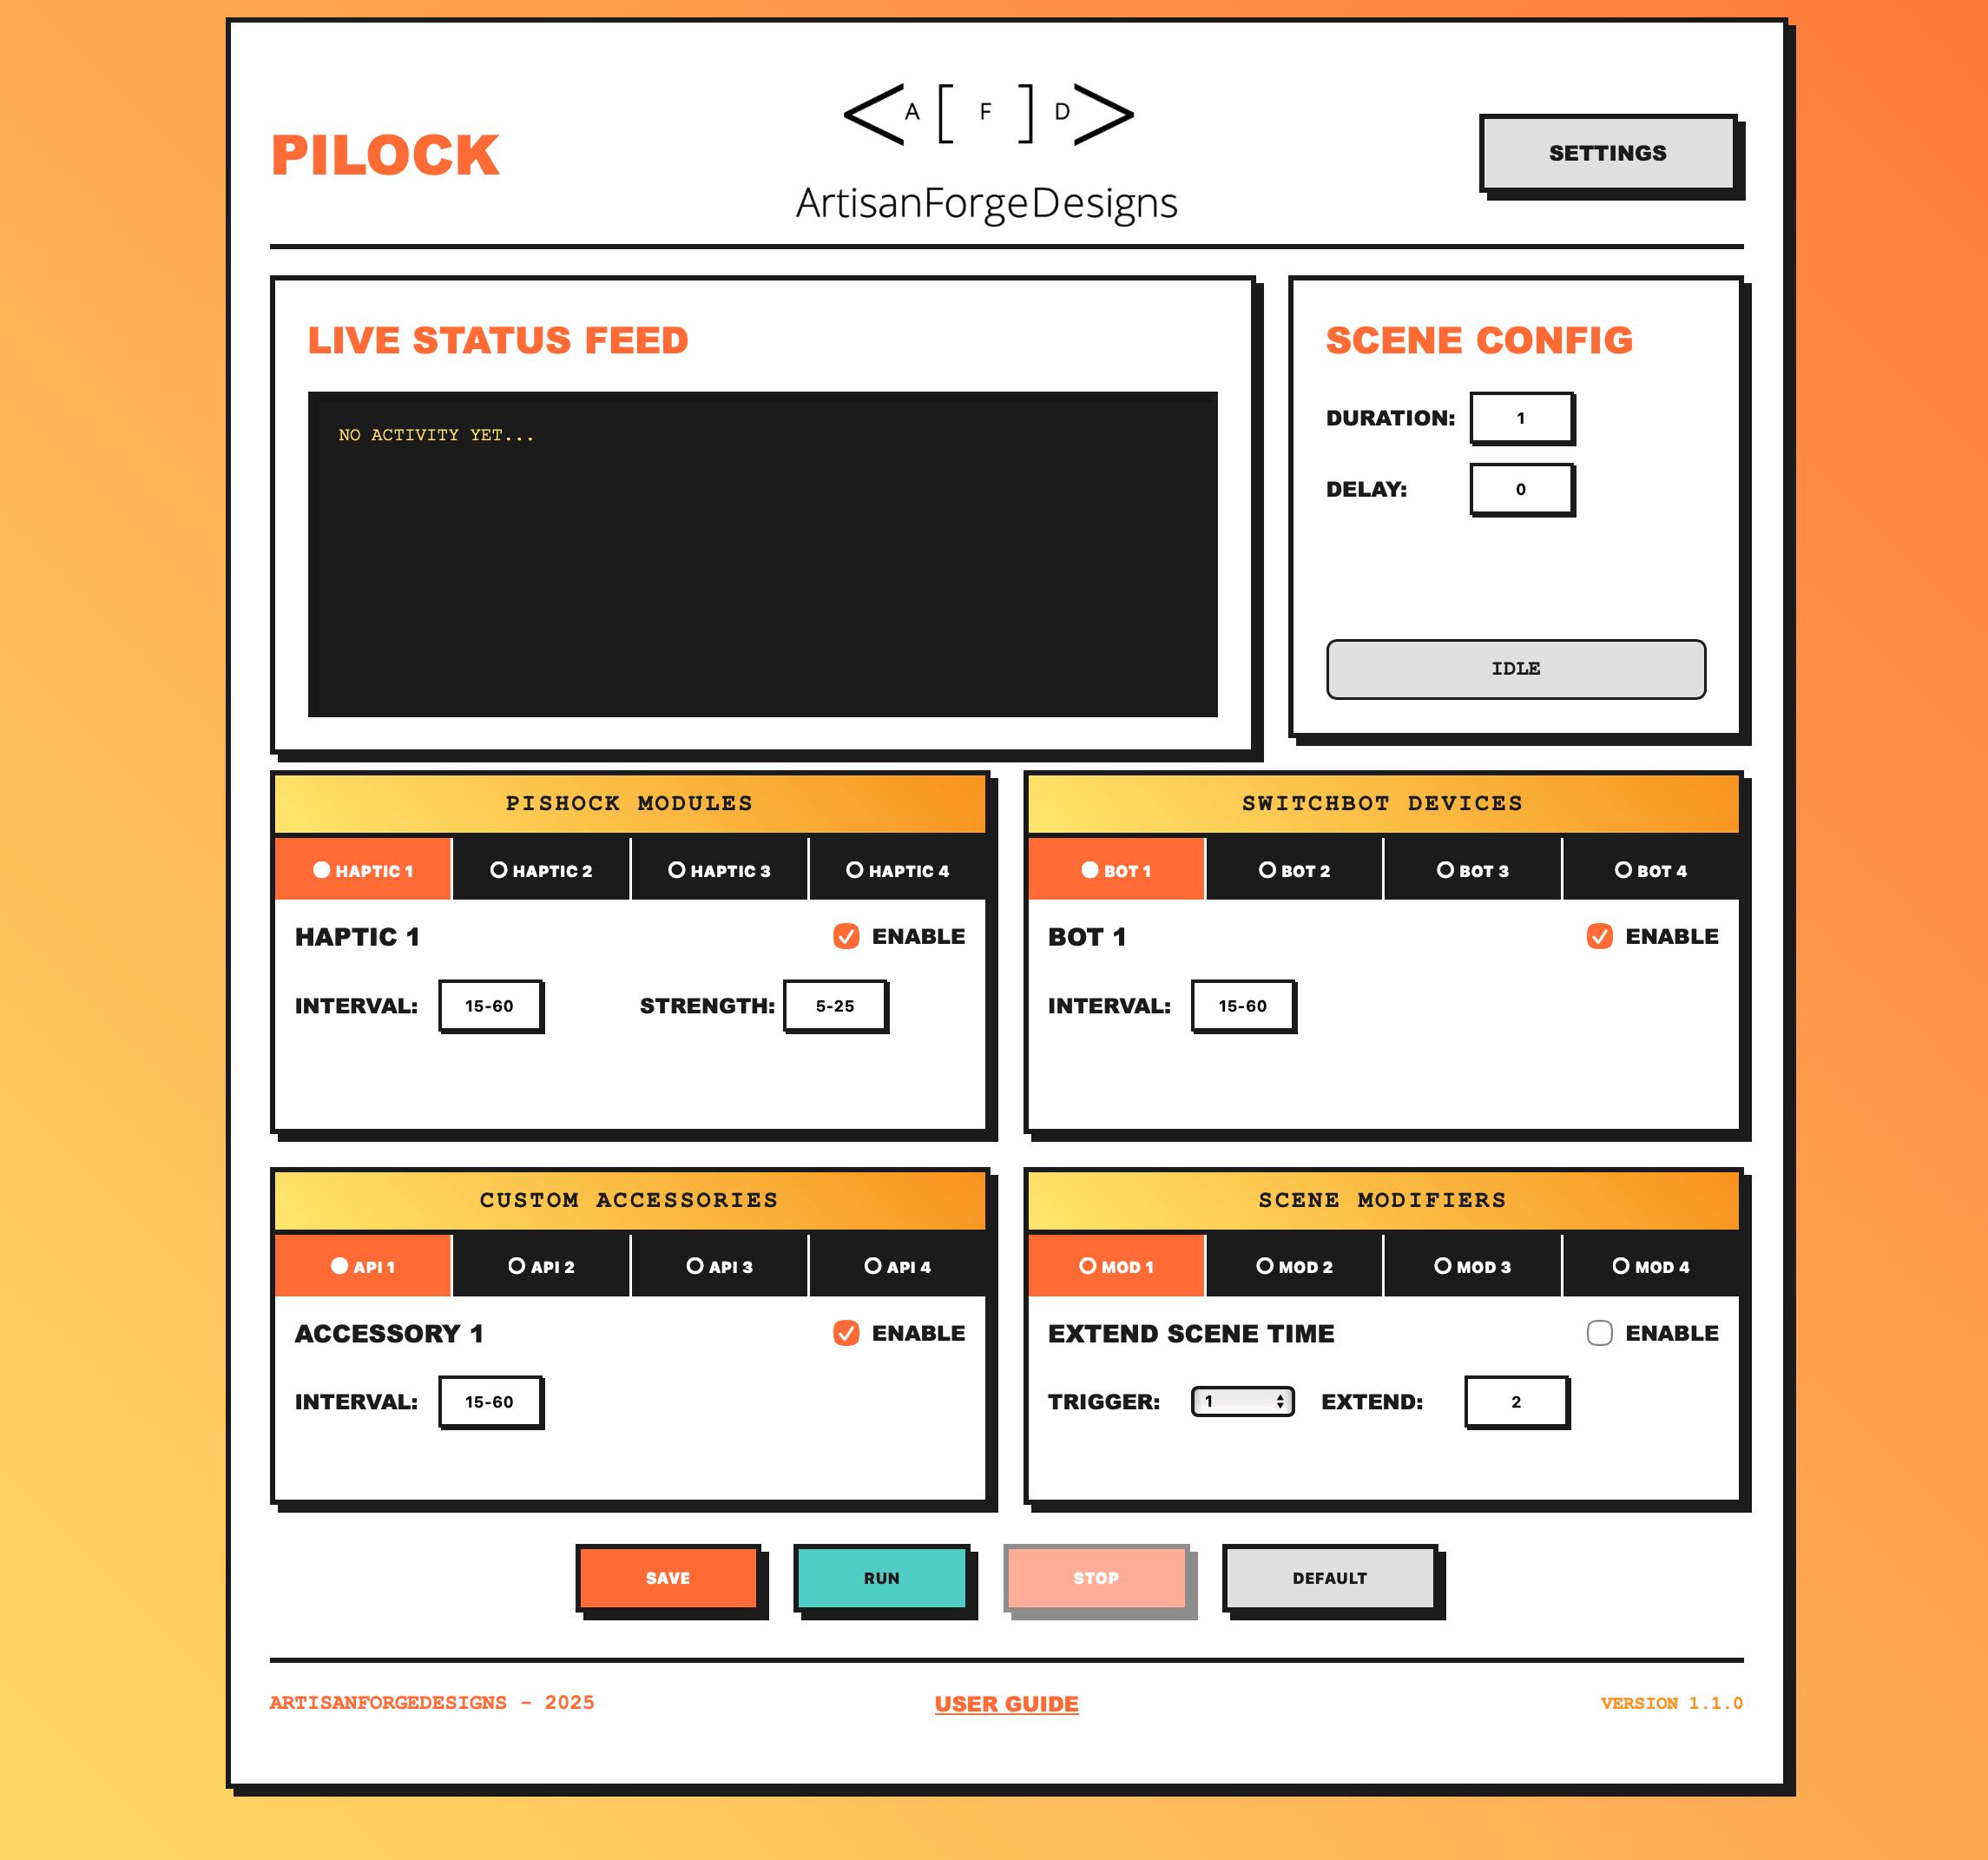 <A [ F ] D>
PILOCK
ArtisanForgeDesigns
SETTINGS
LIVE STATUS FEED
NO ACTIVITY YET...
SCENE CONFIG
DURATION: 1
DELAY: 0
IDLE
PISHOCK MODULES
HAPTIC 1 HAPTIC 2 HAPTIC 3 HAPTIC 4
HAPTIC 1 ENABLE
INTERVAL: 15-60 STRENGTH: 5-25
SWITCHBOT DEVICES
BOT 1 BOT 2 BOT 3 BOT 4
BOT 1 ENABLE
INTERVAL: 15-60
CUSTOM ACCESSORIES
API 1 API 2 API 3 API 4
ACCESSORY 1 ENABLE
INTERVAL: 15-60
SCENE MODIFIERS
MOD 1 MOD 2 MOD 3 MOD 4
EXTEND SCENE TIME ENABLE
TRIGGER: 1 EXTEND: 2
SAVE RUN STOP DEFAULT
ARTISANFORGEDESIGNS - 2025 USER GUIDE VERSION 1.1.0